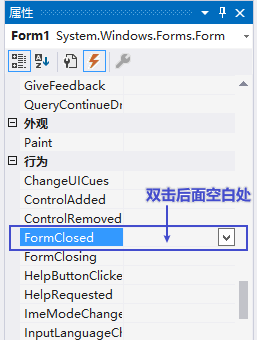 属性
Form1 System.Windows.Forms.Form
GiveFeedback
QueryContinueDr
外观
Paint
行为
ChangeUICues
ControlAdded
双击后面空白处
ControlRemoved
FormClosed
FormClosing
HelpButtonClicke
HelpRequested
ImeModeChange
InputLanguageCh